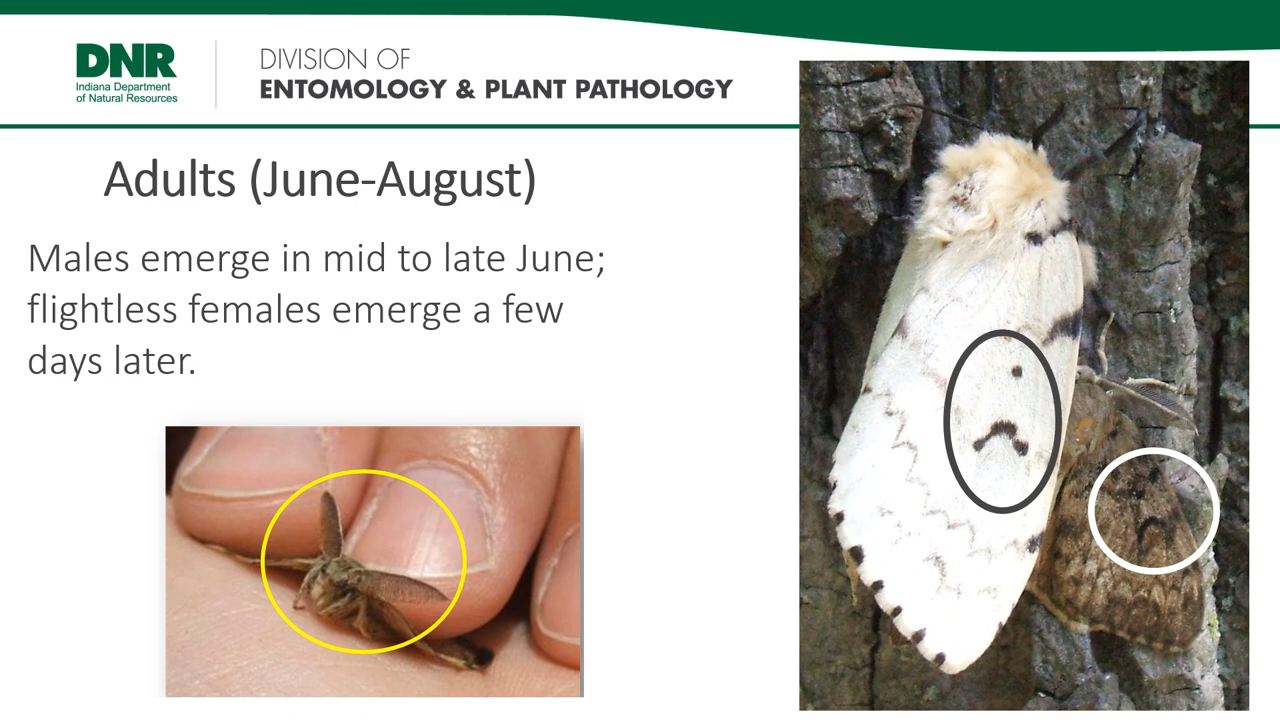 DNR
Indiana Department
of Natural Resources
DIVISION OF
ENTOMOLOGY & PLANT PATHOLOGY
Adults (June-August)
Males emerge in mid to late June;
flightless females emerge a few
days later.